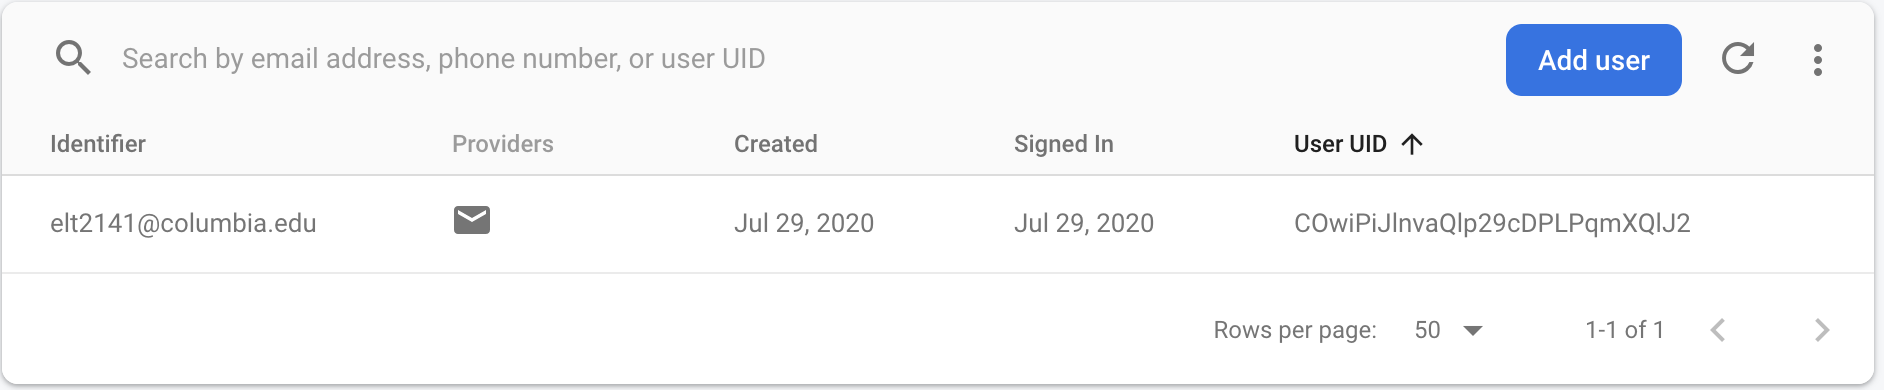 Search by email address, phone number, or user UID Add user
Identifier Providers Created Signed In User UID
elt2141@columbia.edu Jul 29, 2020 Jul 29, 2020 COwiPiJlnvaQlp29cDPLPqmXQlJ2
Rows per page: 50 1-1 of 1